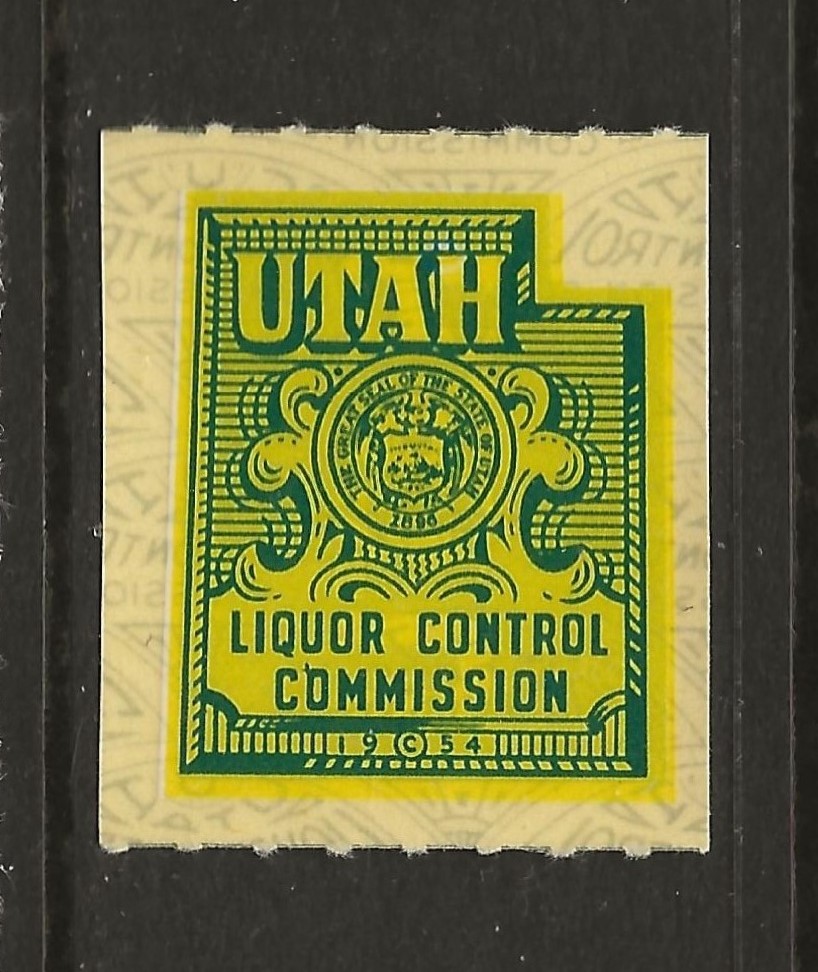 UTAH
THE GREAT SEAL OF THE STATE OF UTAH
1896
LIQUOR CONTROL
COMMISSION
19 © 54